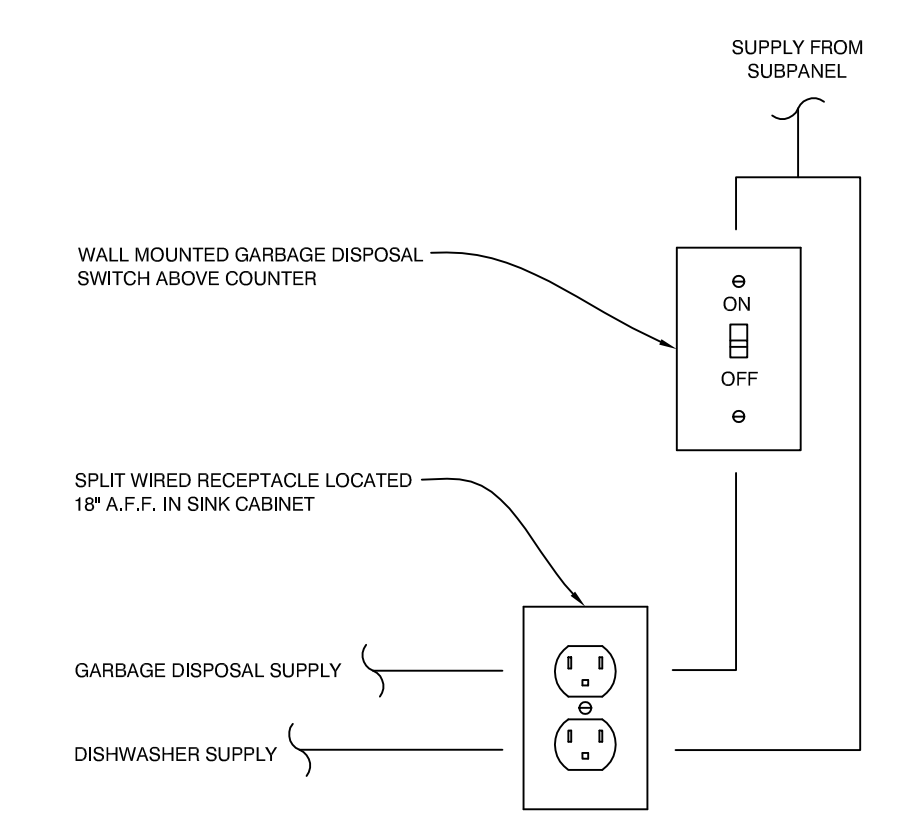 SUPPLY FROM
SUBPANEL
WALL MOUNTED GARBAGE DISPOSAL
SWITCH ABOVE COUNTER
ON
OFF
SPLIT WIRED RECEPTACLE LOCATED
18" A.F.F. IN SINK CABINET
GARBAGE DISPOSAL SUPPLY
DISHWASHER SUPPLY